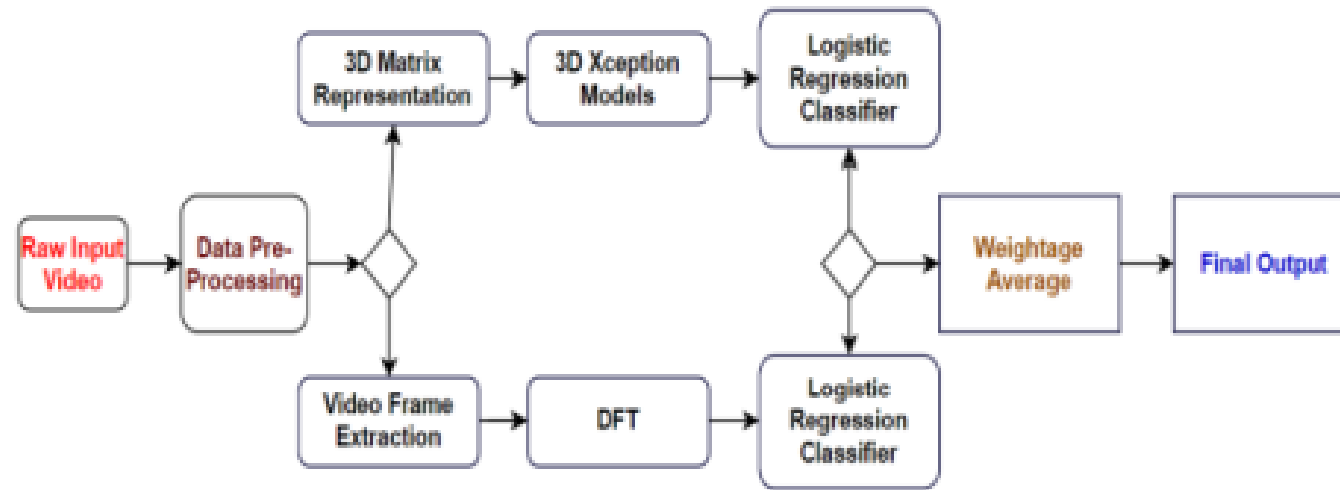 3D Matrix
Representation
3D Xception
Models
Logistic
Regression
Classifier
Raw Input
Video
Data Pre-
Processing
Weightage
Average
Final Output
Video Frame
Extraction
DFT
Logistic
Regression
Classifier